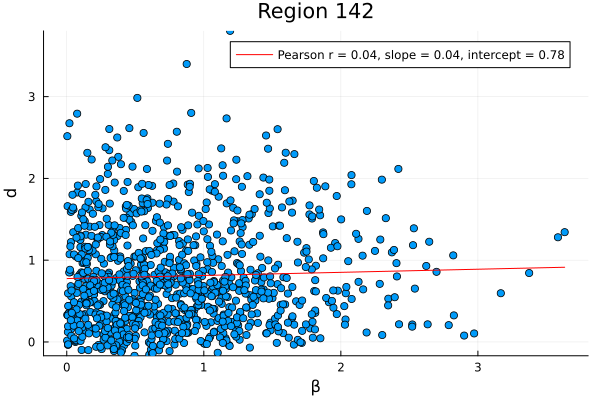 Region 142
Pearson r = 0.04, slope = 0.04, intercept = 0.78
3
2
1
0
d
0 1 2 3
β